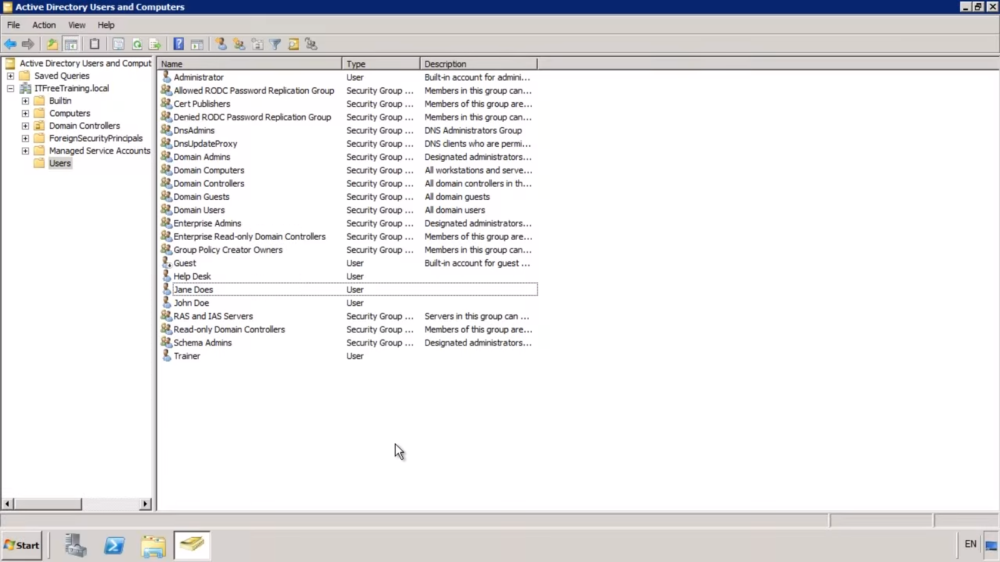 Active Directory Users and Computers
File Action View Help
Active Directory Users and Comput
Saved Queries
ITFreeTraining.local
Builtin
Computers
Domain Controllers
ForeignSecurityPrincipals
Managed Service Accounts
Users
Name Type Description
Administrator User Built-in account for admini...
Allowed RODC Password Replication Group Security Group ... Members in this group can...
Cert Publishers Security Group ... Members of this group are...
Denied RODC Password Replication Group Security Group ... Members in this group can...
DnsAdmins Security Group ... DNS Administrators Group
DnsUpdateProxy Security Group ... DNS clients who are permi...
Domain Admins Security Group ... Designated administrators...
Domain Computers Security Group ... All workstations and serve...
Domain Controllers Security Group ... All domain controllers in th...
Domain Guests Security Group ... All domain guests
Domain Users Security Group ... All domain users
Enterprise Admins Security Group ... Designated administrators...
Enterprise Read-only Domain Controllers Security Group ... Members of this group are...
Group Policy Creator Owners Security Group ... Members in this group can...
Guest User Built-in account for guest ...
Help Desk User
Jane Does User
John Doe User
RAS and IAS Servers Security Group ... Servers in this group can ...
Read-only Domain Controllers Security Group ... Members of this group are...
Schema Admins Security Group ... Designated administrators...
Trainer User
Start EN